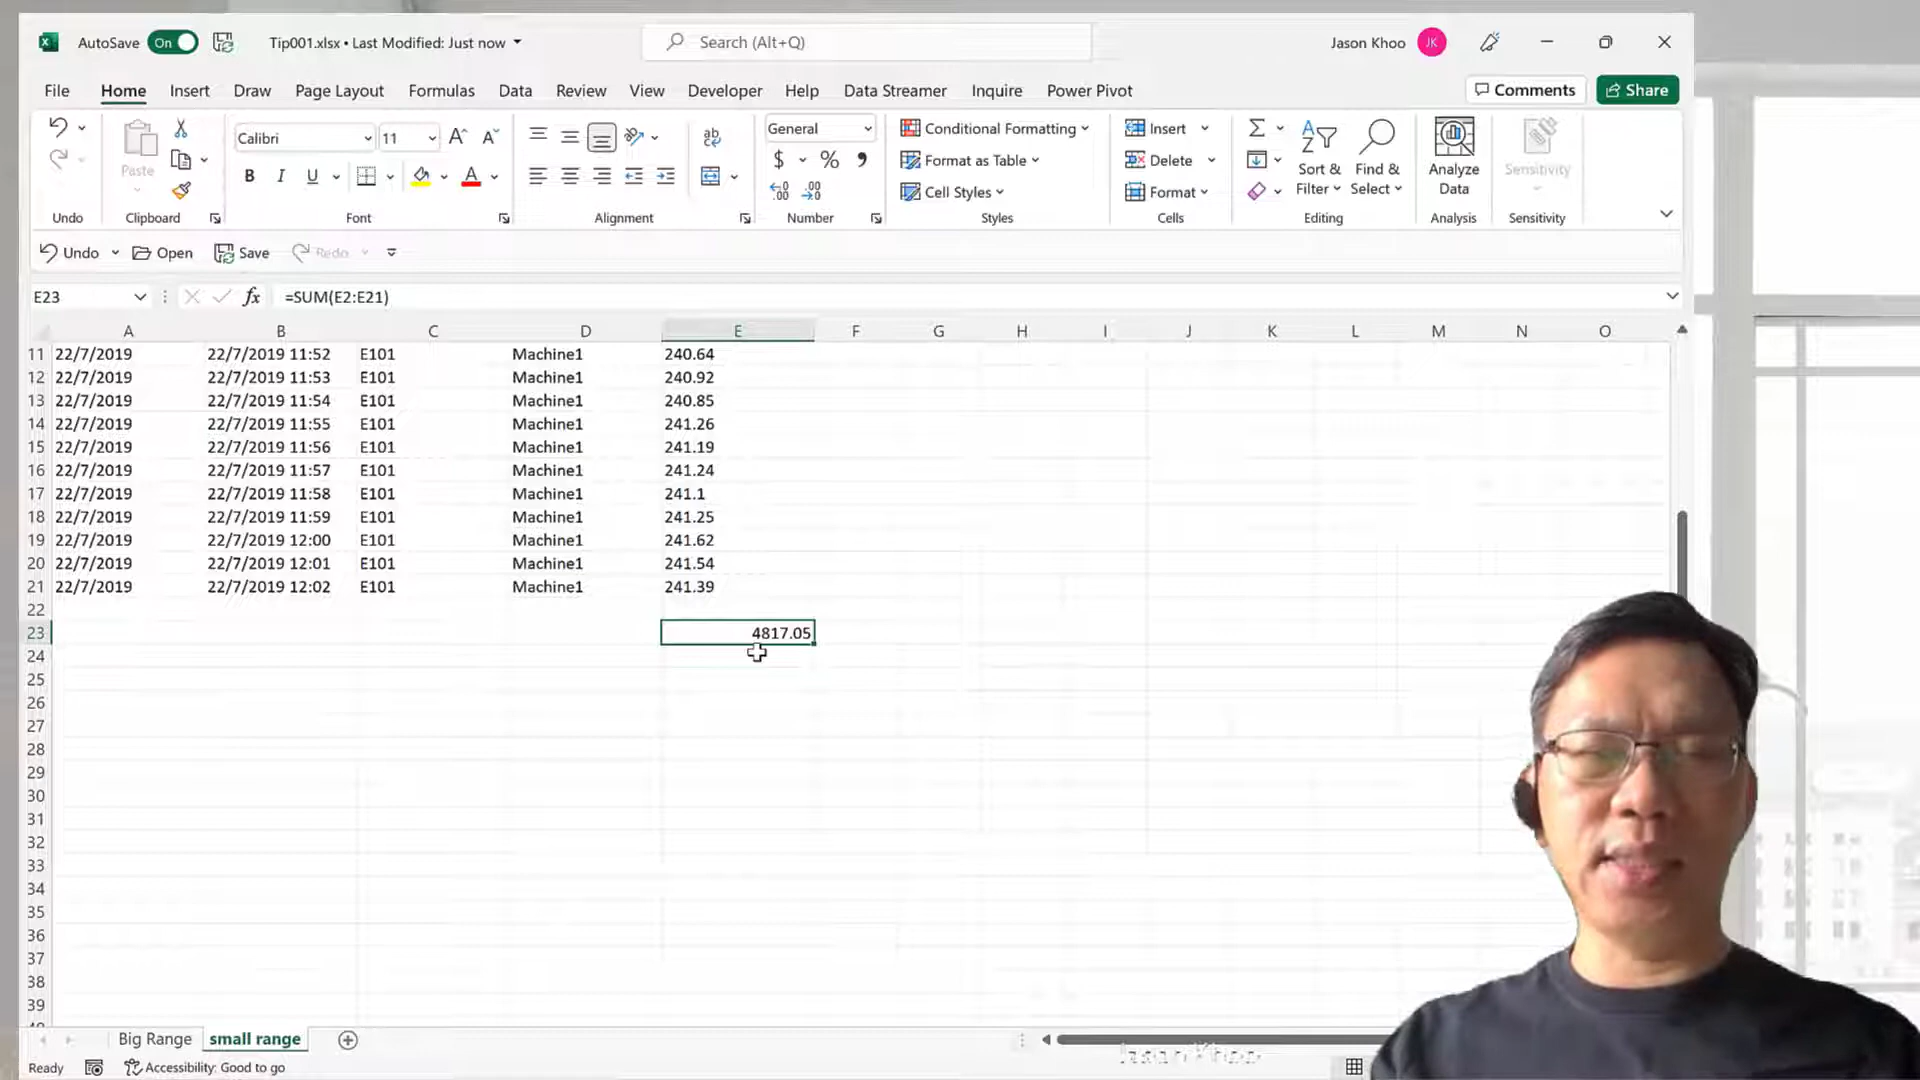 AutoSave On Tip001.xlsx • Last Modified: Just now Search (Alt+Q) Jason Khoo JK
File Home Insert Draw Page Layout Formulas Data Review View Developer Help Data Streamer Inquire Power Pivot Comments Share
Calibri 11 General Conditional Formatting Insert
Paste Format as Table Delete Sort & Filter Find & Select Analyze Data Sensitivity
B I U A $ % Cell Styles Format
Undo Clipboard Font Alignment Number Styles Cells Editing Analysis Sensitivity
Undo Open Save Redo
E23 fx =SUM(E2:E21)
A B C D E F G H I J K L M N O
11 22/7/2019 22/7/2019 11:52 E101 Machine1 240.64
12 22/7/2019 22/7/2019 11:53 E101 Machine1 240.92
13 22/7/2019 22/7/2019 11:54 E101 Machine1 240.85
14 22/7/2019 22/7/2019 11:55 E101 Machine1 241.26
15 22/7/2019 22/7/2019 11:56 E101 Machine1 241.19
16 22/7/2019 22/7/2019 11:57 E101 Machine1 241.24
17 22/7/2019 22/7/2019 11:58 E101 Machine1 241.1
18 22/7/2019 22/7/2019 11:59 E101 Machine1 241.25
19 22/7/2019 22/7/2019 12:00 E101 Machine1 241.62
20 22/7/2019 22/7/2019 12:01 E101 Machine1 241.54
21 22/7/2019 22/7/2019 12:02 E101 Machine1 241.39
22
23 4817.05
24
25
26
27
28
29
30
31
32
33
34
35
36
37
38
39
Big Range small range
Ready Accessibility: Good to go